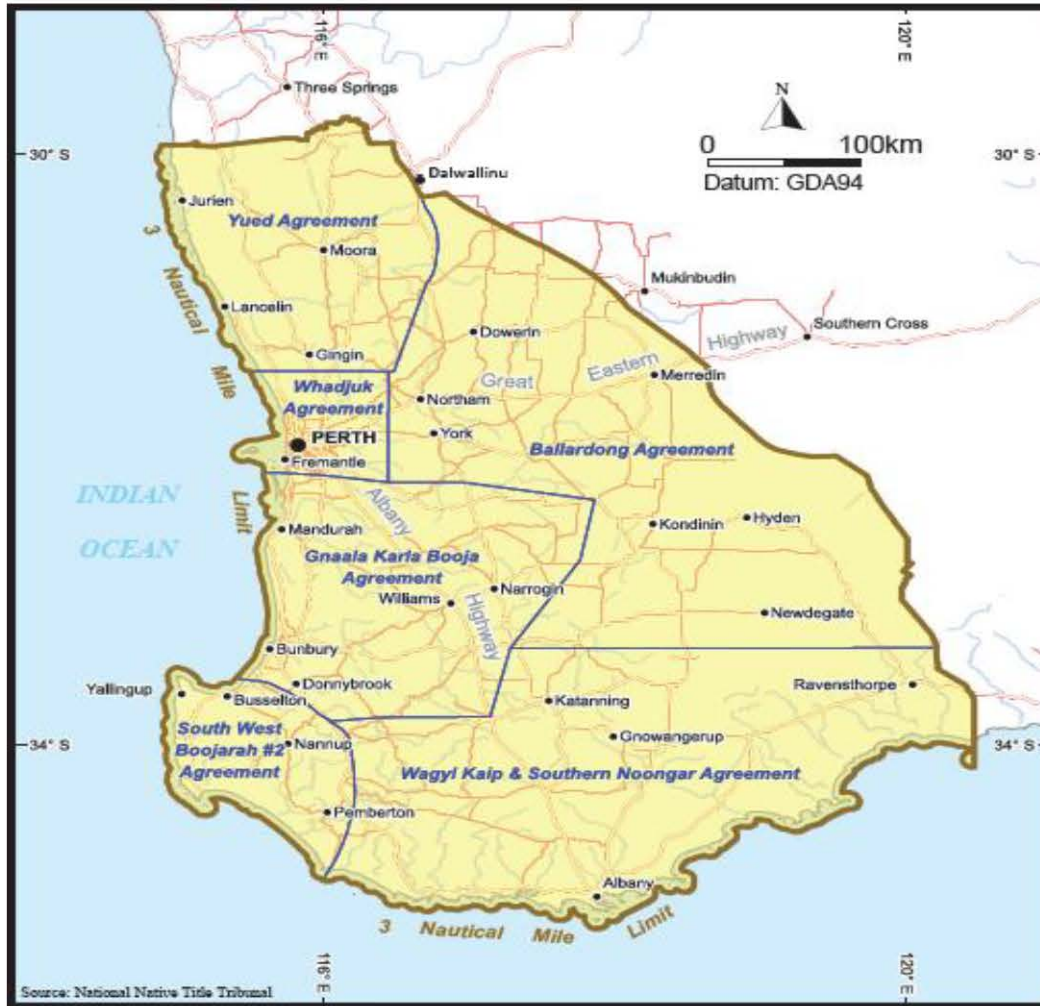 116° E
120° E
Three Springs
N
0 100km
Datum: GDA94
30° S
30° S
Dalwallinu
Jurien
Yued Agreement
Moora
3 Nautical Mile Limit
Mukinbudin
Lancelin
Southern Cross
Dowerin
Great Eastern Highway
Gingin
Merredin
Whadjuk
Agreement
Northam
PERTH
York
Ballardong Agreement
Fremantle
INDIAN
OCEAN
Albany Highway
Mandurah
Kondinin
Hyden
Gnaala Karla Booja
Agreement
Narrogin
Williams
Newdegate
Bunbury
Yallingup
Donnybrook
Busselton
Katanning
Ravensthorpe
South West
Boojarah #2
Agreement
Nannup
Gnowangerup
34° S
34° S
Wagyl Kaip & Southern Noongar Agreement
Pemberton
Albany
3 Nautical Mile Limit
116° E
120° E
Source: National Native Title Tribunal